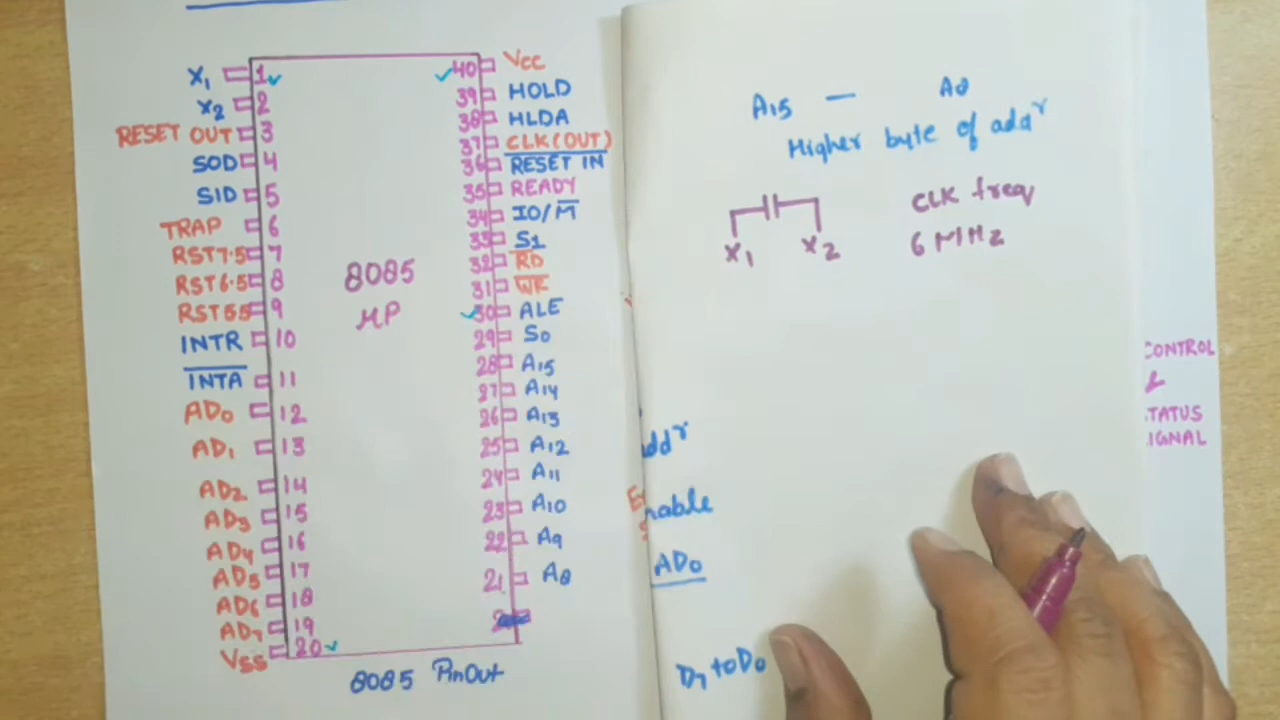 X1 1 40 Vcc
X2 2 39 HOLD
RESET OUT 3 38 HLDA
SOD 4 37 CLK(OUT)
SID 5 36 RESET IN
TRAP 6 35 READY
RST7.5 7 34 IO/M
RST6.5 8 33 S1
RST5.5 9 32 RD
INTR 10 31 WR
INTA 11 30 ALE
AD0 12 29 S0
AD1 13 28 A15
AD2 14 27 A14
AD3 15 26 A13
AD4 16 25 A12
AD5 17 24 A11
AD6 18 23 A10
AD7 19 22 A9
Vss 20 21 A8
8085
μP
8085 PinOut
A15 — A8
Higher byte of addr
X1 X2
CLK freq
6 MHz
addr
nable
AD0
D7 to D0
CONTROL
&
TATUS
IGNAL